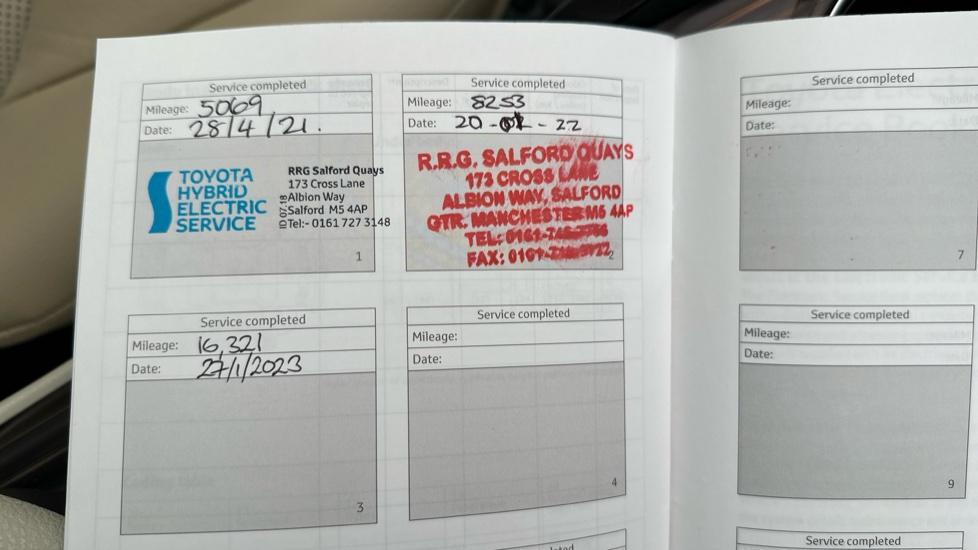 Service completed
Mileage: 5069
Date: 28/4/21.
TOYOTA
HYBRID
ELECTRIC
SERVICE
RRG Salford Quays
173 Cross Lane
Albion Way
Salford M5 4AP
Tel:- 0161 727 3148
1
Service completed
Mileage: 8253
Date: 20 - 01 - 22
R.R.G. SALFORD QUAYS
173 CROSS LANE
ALBION WAY, SALFORD
GTR. MANCHESTER M5 4AP
TEL: 0161-
FAX: 0161-
2
Service completed
Mileage:
Date:
7
Service completed
Mileage: 16,321
Date: 27/1/2023
3
Service completed
Mileage:
Date:
4
Service completed
Mileage:
Date:
9
Service completed